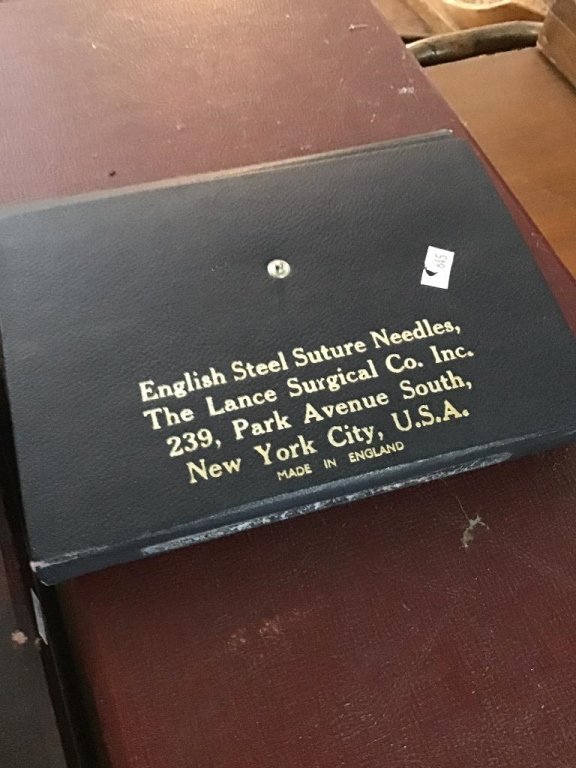 English Steel Suture Needles,
The Lance Surgical Co. Inc.
239, Park Avenue South,
New York City, U.S.A.
MADE IN ENGLAND